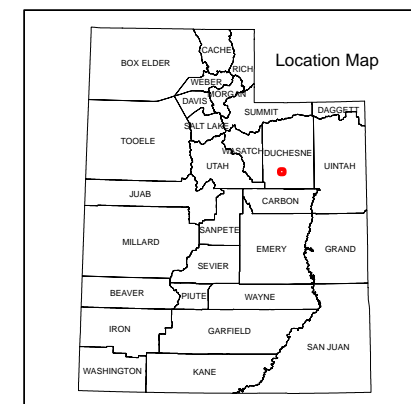 Location Map
BOX ELDER
CACHE
RICH
WEBER
MORGAN
DAVIS
SUMMIT
DAGGETT
SALT LAKE
TOOELE
WASATCH
DUCHESNE
UTAH
UINTAH
JUAB
CARBON
SANPETE
MILLARD
EMERY
GRAND
SEVIER
BEAVER
PIUTE
WAYNE
IRON
GARFIELD
SAN JUAN
WASHINGTON
KANE